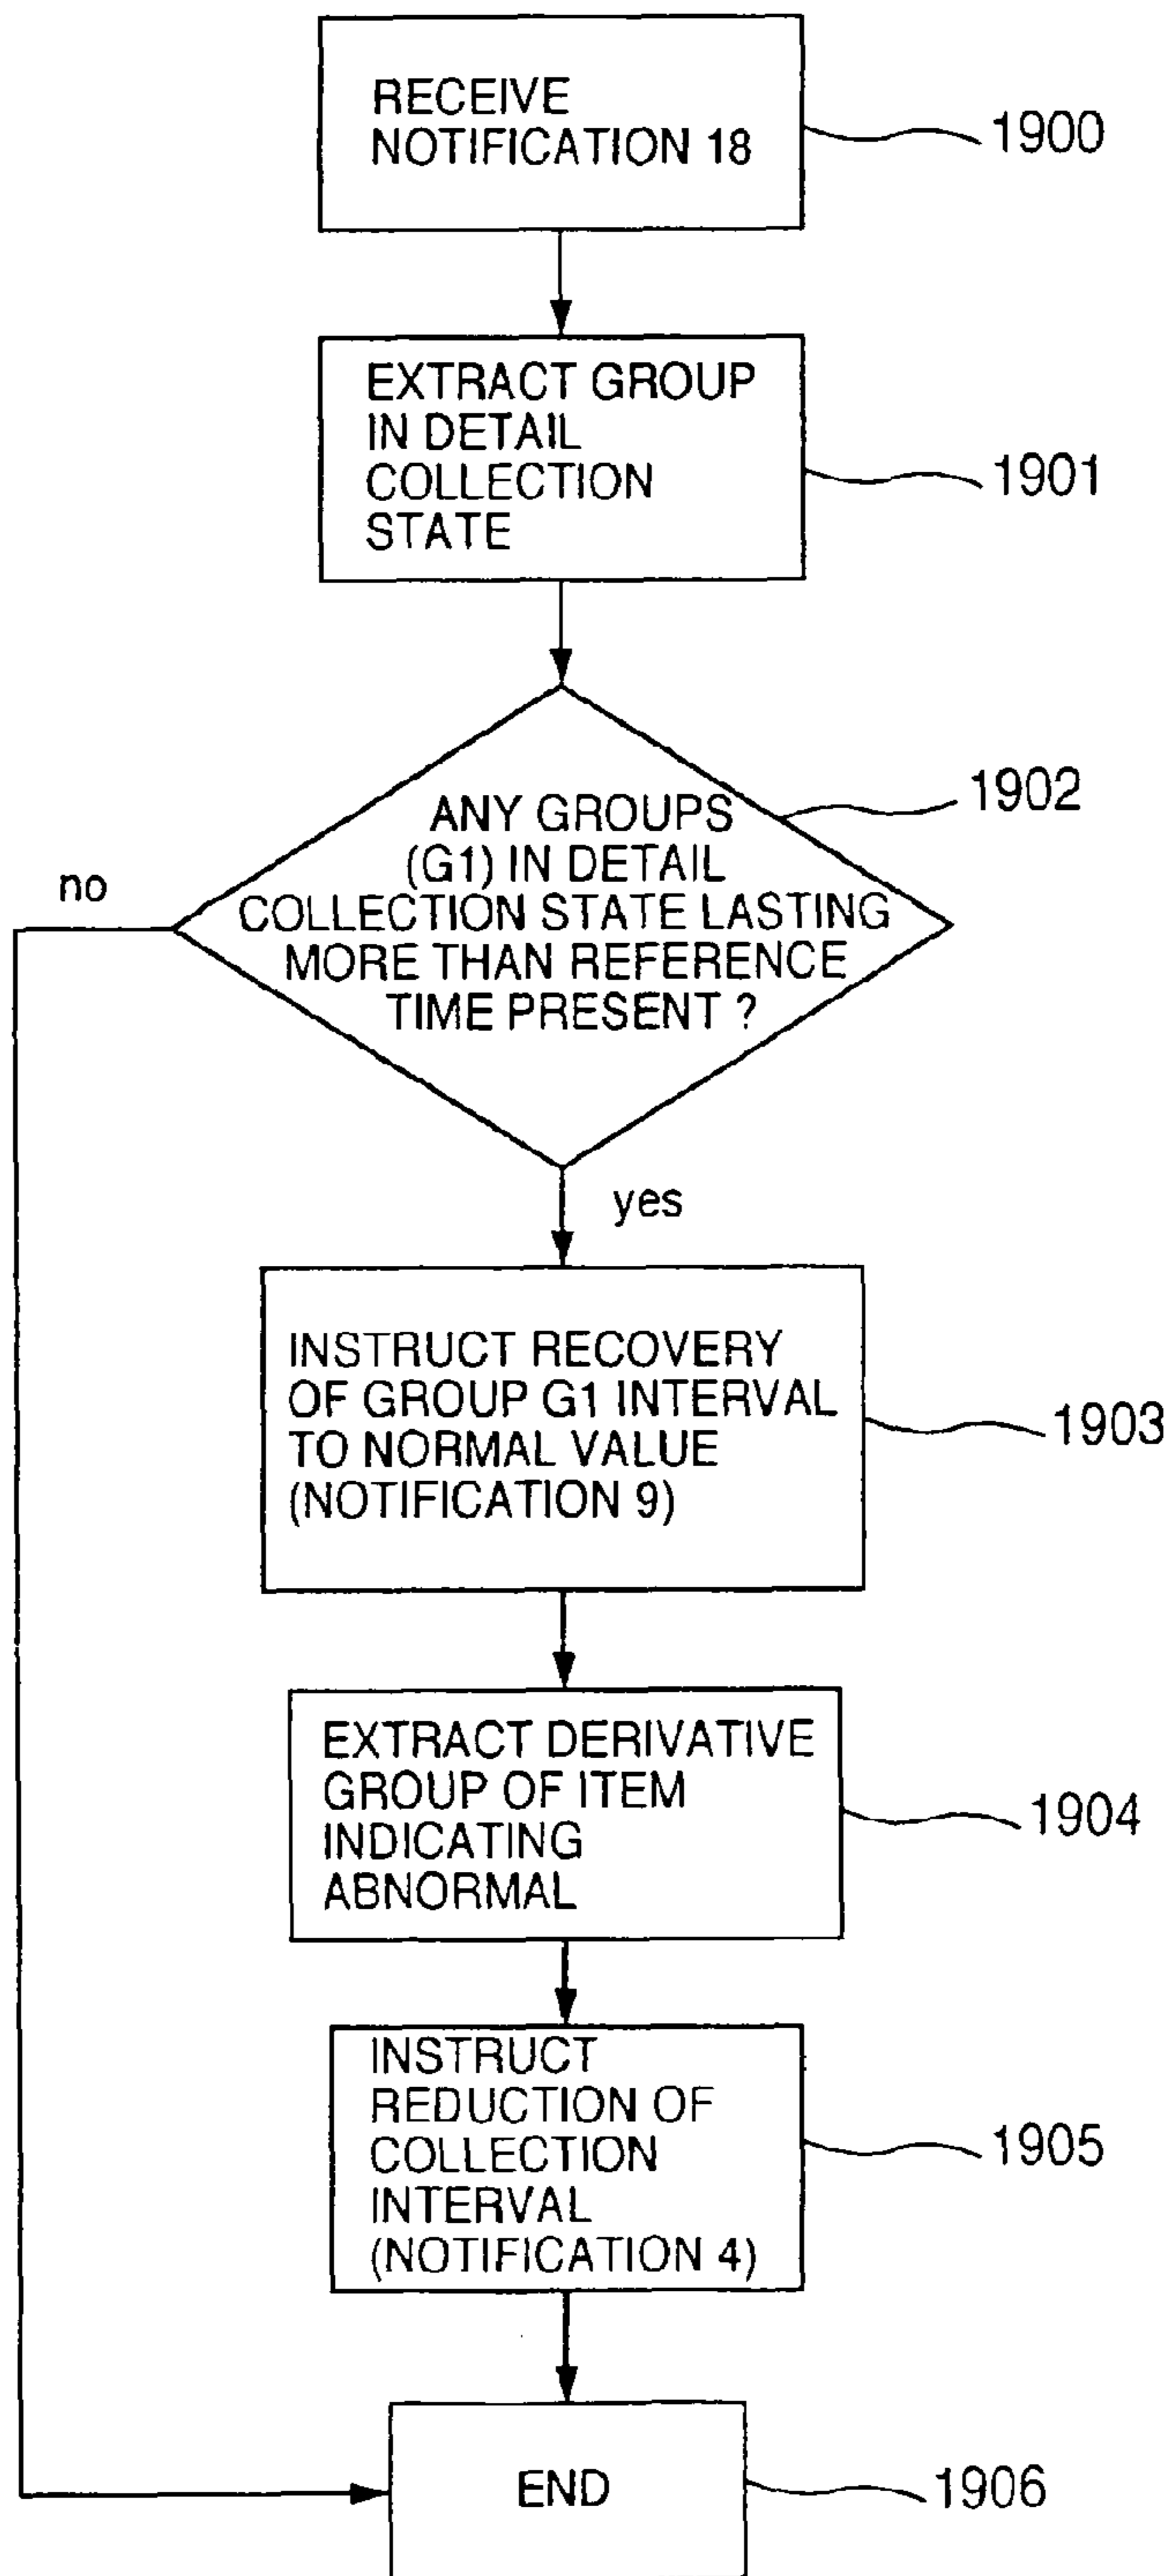 RECEIVE
NOTIFICATION 18
1900
EXTRACT GROUP
IN DETAIL
COLLECTION
STATE
1901
ANY GROUPS
(G1) IN DETAIL
COLLECTION STATE LASTING
MORE THAN REFERENCE
TIME PRESENT ?
1902
no
yes
INSTRUCT RECOVERY
OF GROUP G1 INTERVAL
TO NORMAL VALUE
(NOTIFICATION 9)
1903
EXTRACT DERIVATIVE
GROUP OF ITEM
INDICATING
ABNORMAL
1904
INSTRUCT
REDUCTION OF
COLLECTION
INTERVAL
(NOTIFICATION 4)
1905
END
1906